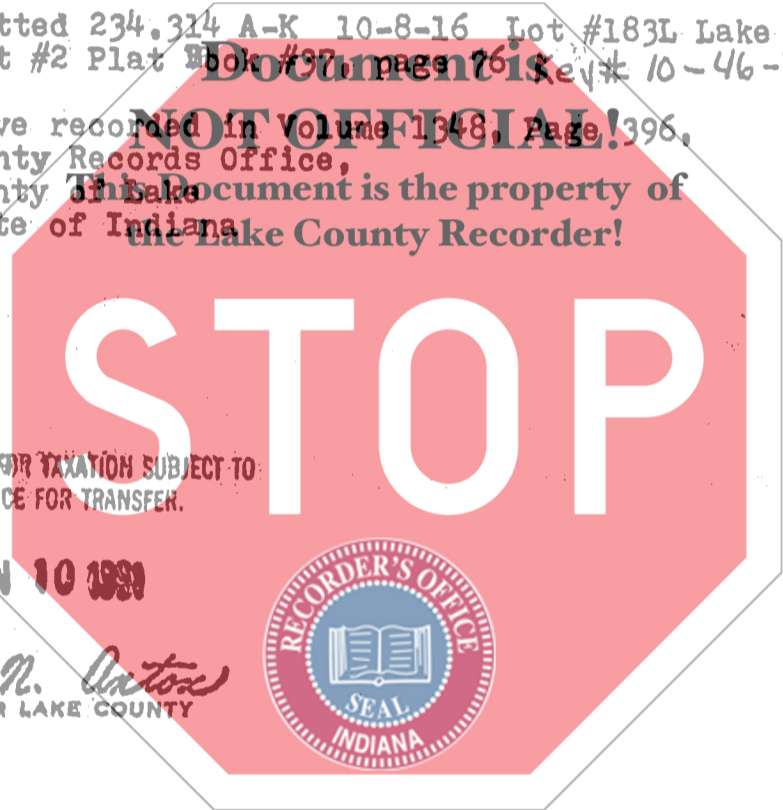 tted 234.314 A-K 10-8-16 Lot #183L Lake
t #2 Plat Book #37, page 76 Key# 10-46-
Document is
ve recorded in Volume 1348, Page 396,
NOT OFFICIAL!
nty Records Office,
nty of Lake
This Document is the property of
te of Indiana
the Lake County Recorder!
STOP
OR TAXATION SUBJECT TO
CE FOR TRANSFER.
N 10
N.
R LAKE COUNTY
RECORDER'S OFFICE
SEAL
INDIANA